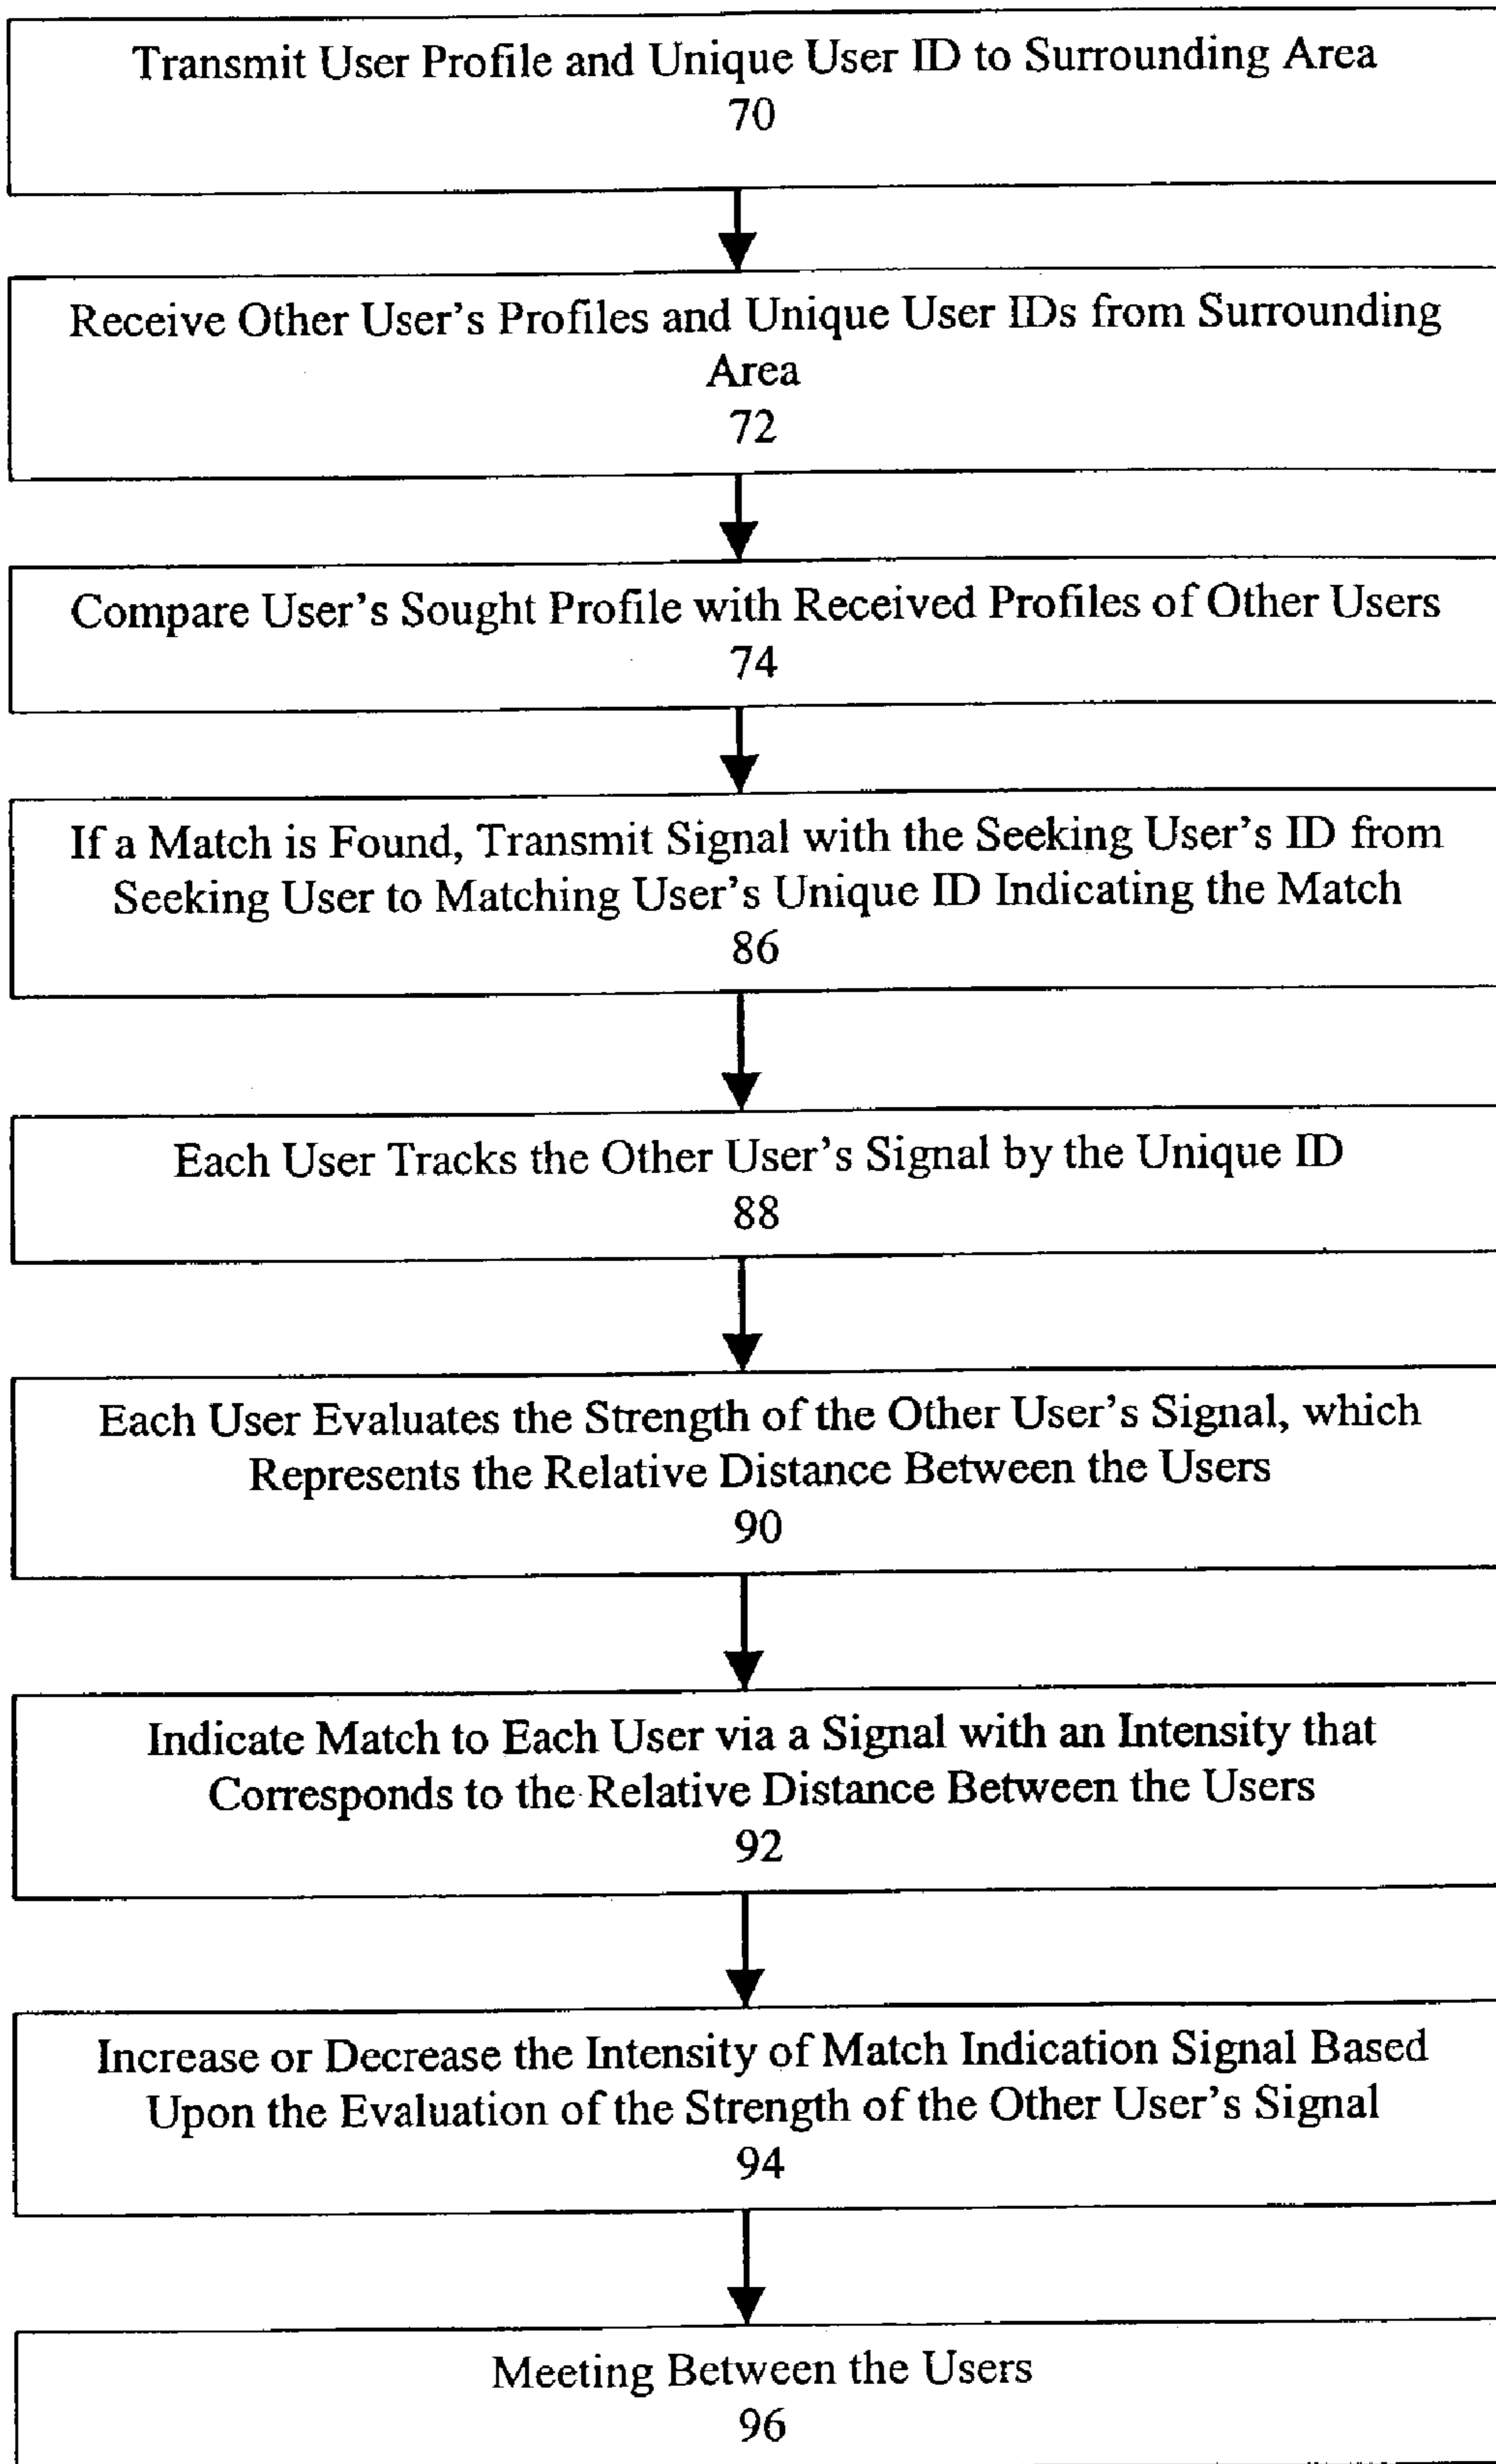 Transmit User Profile and Unique User ID to Surrounding Area
70
Receive Other User's Profiles and Unique User IDs from Surrounding
Area
72
Compare User's Sought Profile with Received Profiles of Other Users
74
If a Match is Found, Transmit Signal with the Seeking User's ID from
Seeking User to Matching User's Unique ID Indicating the Match
86
Each User Tracks the Other User's Signal by the Unique ID
88
Each User Evaluates the Strength of the Other User's Signal, which
Represents the Relative Distance Between the Users
90
Indicate Match to Each User via a Signal with an Intensity that
Corresponds to the Relative Distance Between the Users
92
Increase or Decrease the Intensity of Match Indication Signal Based
Upon the Evaluation of the Strength of the Other User's Signal
94
Meeting Between the Users
96